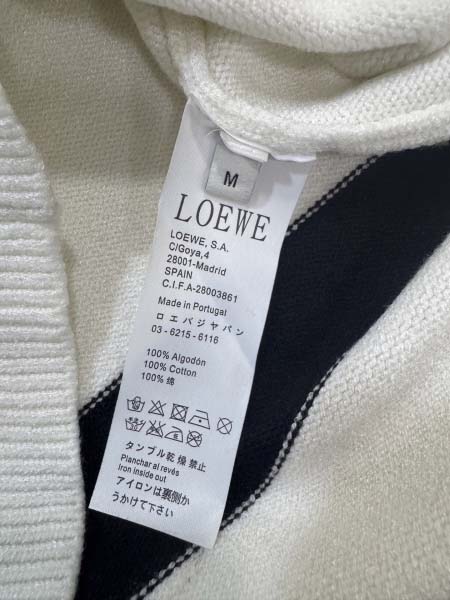 M
LOEWE
LOEWE, S.A.
C/Goya,4
28001-Madrid
SPAIN
C.I.F.A-28003861
Made in Portugal
ロエバジャパン
03-6215-6116
100% Algodón
100% Cotton
100% 绵
タンブル乾燥禁止
Planchar al revés
Iron inside out
アイロンは裏側か
うかけて下さい